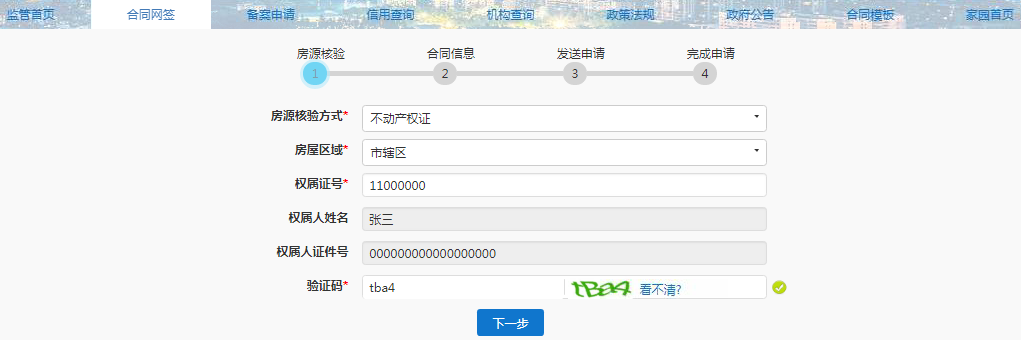 监管首页 合同网签 备案申请 信用查询 机构查询 政策法规 政府公告 合同模板 家园首页
房源核验 合同信息 发送申请 完成申请
1 2 3 4
房源核验方式* 不动产权证
房屋区域* 市辖区
权属证号* 11000000
权属人姓名 张三
权属人证件号 000000000000000000
验证码* tba4 tBa4 看不清?
下一步